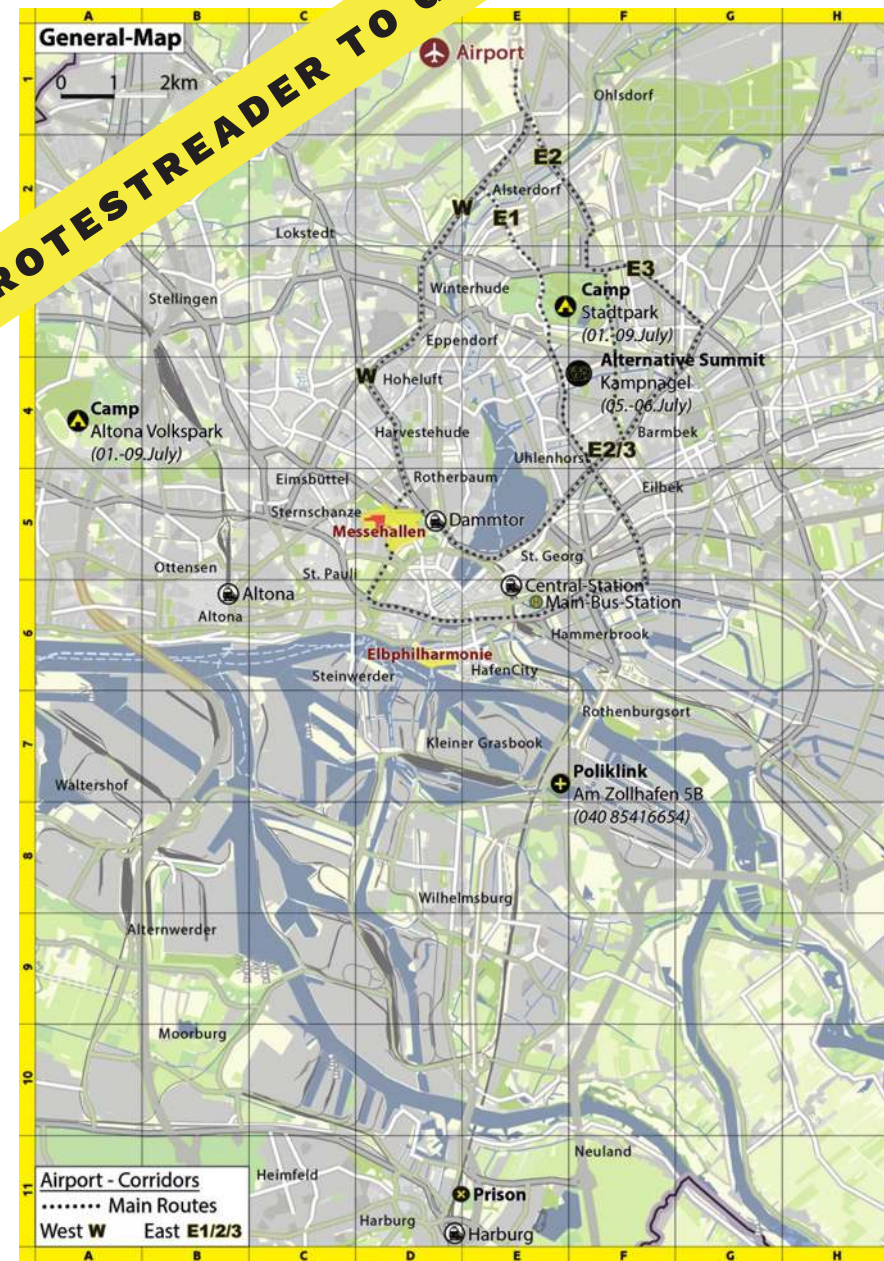 A B C D E F G H
ROTESTREADER TO G
General-Map
0 1 2km
Airport
1
Ohlsdorf
E2
2
Alsterdorf
W
E1
Lokstedt
E3
Camp
Stadtpark
(01.-09.July)
Winterhude
Stellingen
3
Eppendorf
Alternative Summit
Kampnagel
(05.-06.July)
W
Hoheluft
4
Camp
Altona Volkspark
(01.-09.July)
Harvestehude
Barmbek
Uhlenhorst
E2/3
Eimsbüttel
Rotherbaum
Eilbek
Sternschanze
5
Messehallen
Dammtor
St. Georg
Ottensen
St. Pauli
Altona
Central-Station
Main-Bus-Station
Altona
6
Hammerbrook
Elbphilharmonie
Steinwerder
HafenCity
Rothenburgsort
7
Kleiner Grasbook
Poliklink
Am Zollhafen 5B
(040 85416654)
Waltershof
8
Wilhelmsburg
Alternwerder
9
Moorburg
10
Neuland
Heimfeld
11
Airport - Corridors
Main Routes
West W East E1/2/3
Prison
Harburg
Harburg
A B C D E F G H